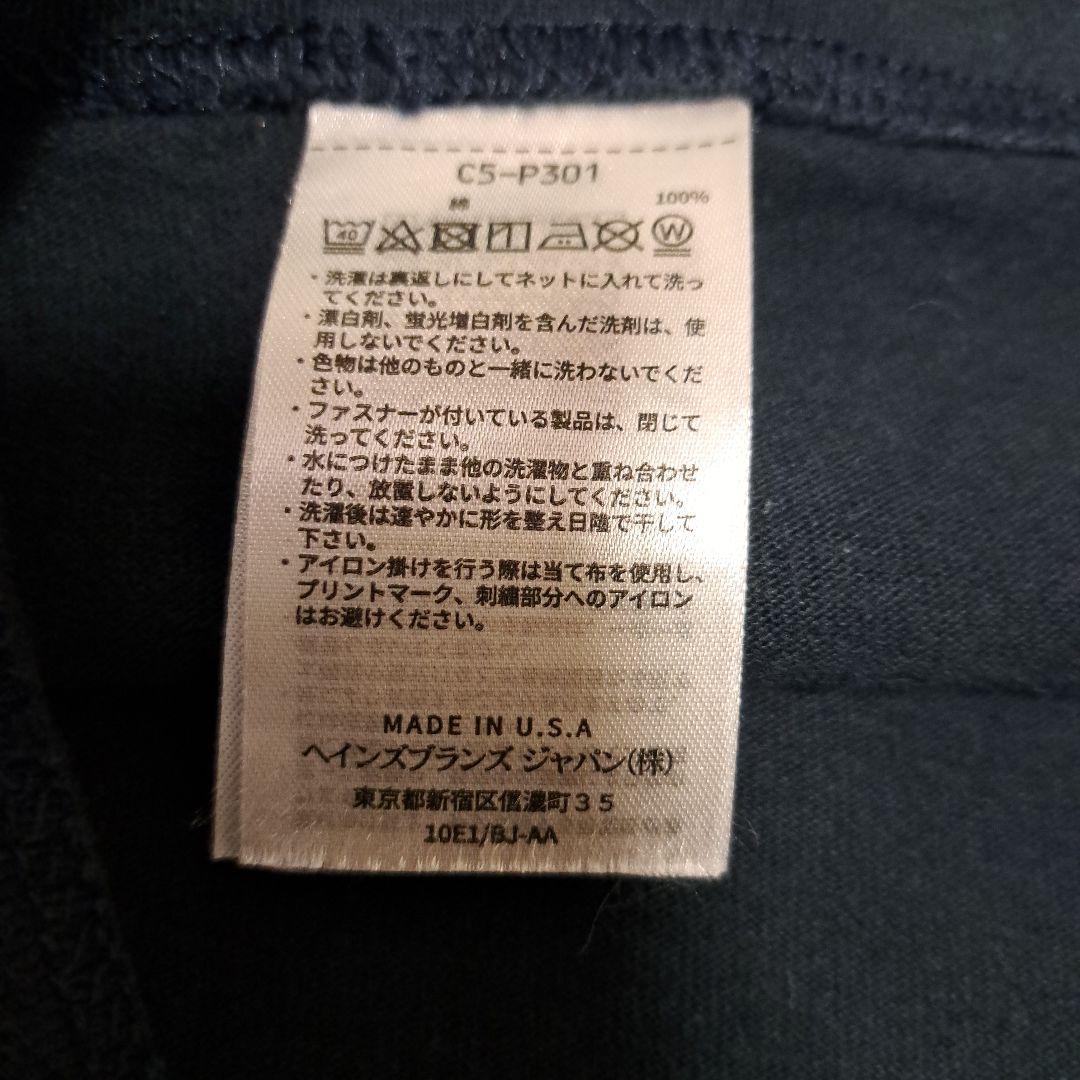 C5-P301
綿 100%
40 W
・洗濯は裏返しにしてネットに入れて洗っ
てください。
・漂白剤、蛍光増白剤を含んだ洗剤は、使
用しないでください。
・色物は他のものと一緒に洗わないでくだ
さい。
・ファスナーが付いている製品は、閉じて
洗ってください。
・水につけたまま他の洗濯物と重ね合わせ
たり、放置しないようにしてください。
・洗濯後は速やかに形を整え日陰で干して
下さい。
・アイロン掛けを行う際は当て布を使用し、
プリントマーク、刺繍部分へのアイロン
はお避けください。
MADE IN U.S.A
ヘインズブランズ ジャパン(株)
東京都新宿区信濃町35
10E1/BJ-AA